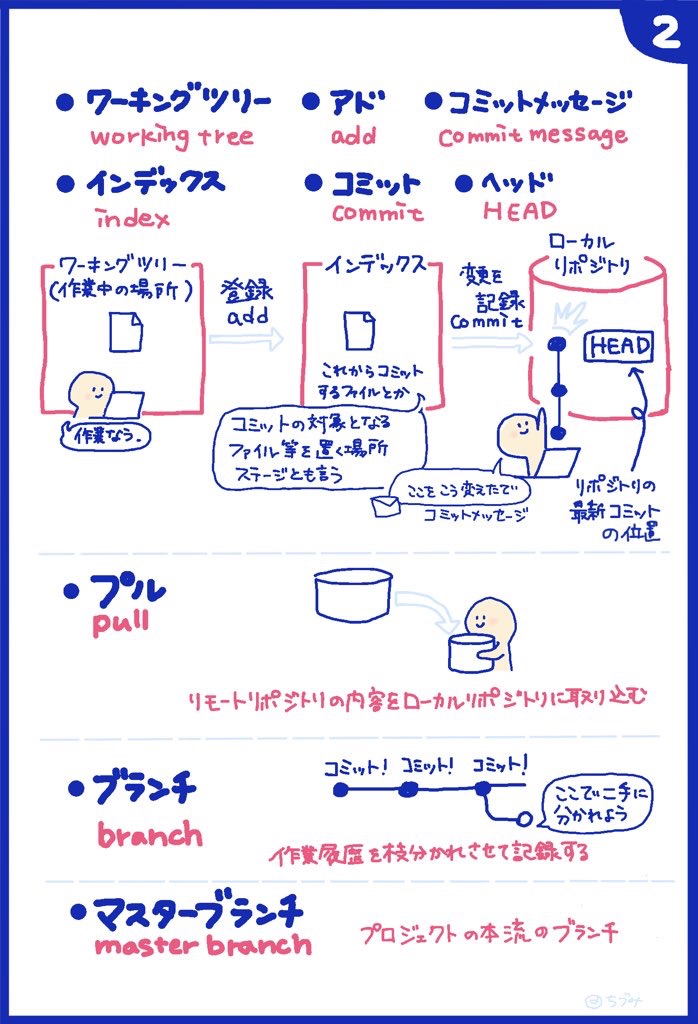 2
● ワーキングツリー
working tree
● アド
add
● コミットメッセージ
commit message
● インデックス
index
● コミット
commit
● ヘッド
HEAD
ワーキングツリー
(作業中の場所)
作業なう。
登録
add
インデックス
これからコミット
するファイルとか
コミットの対象となる
ファイル等を置く場所
ステージとも言う
変更を
記録
commit
ローカル
リポジトリ
HEAD
ここをこう変えたで
コミットメッセージ
リポジトリの
最新コミット
の位置
● プル
pull
リモートリポジトリの内容をローカルリポジトリに取り込む
● ブランチ
branch
コミット! コミット! コミット!
ここで二手に
分かれよう
作業履歴を枝分かれさせて記録する
● マスターブランチ
master branch
プロジェクトの本流のブランチ
@ちづみ